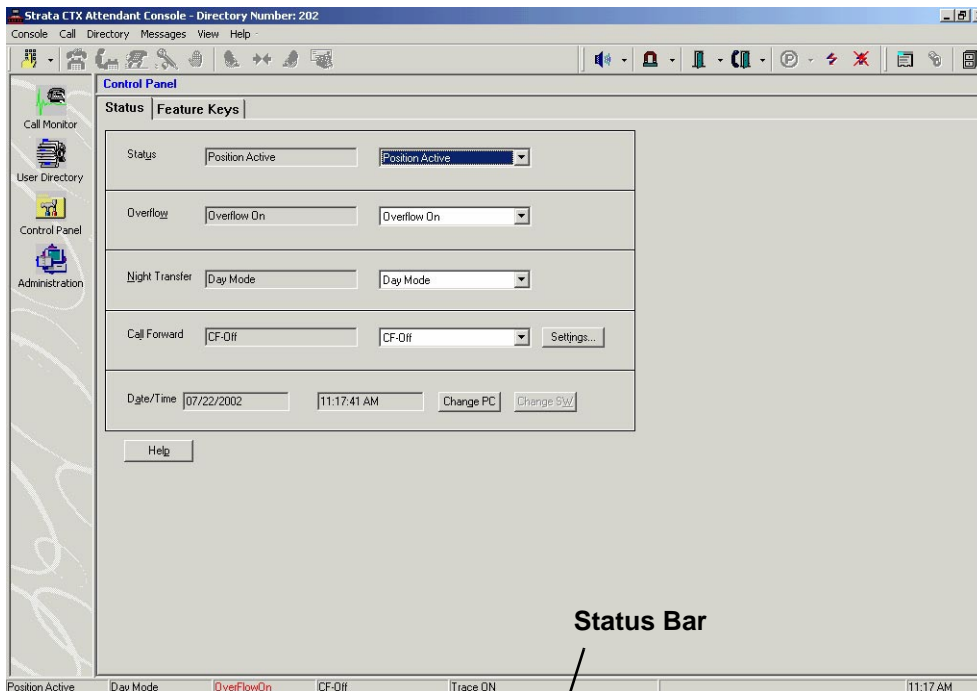 Strata CTX Attendant Console - Directory Number: 202
Console Call Directory Messages View Help
Control Panel
Status Feature Keys
Call Monitor
User Directory
Control Panel
Administration
Status Position Active Position Active
Overflow Overflow On Overflow On
Night Transfer Day Mode Day Mode
Call Forward CF-Off CF-Off Settings...
Date/Time 07/22/2002 11:17:41 AM Change PC Change SW
Help
Status Bar
Position Active Day Mode OverFlowOn CF-Off Trace ON 11:17 AM